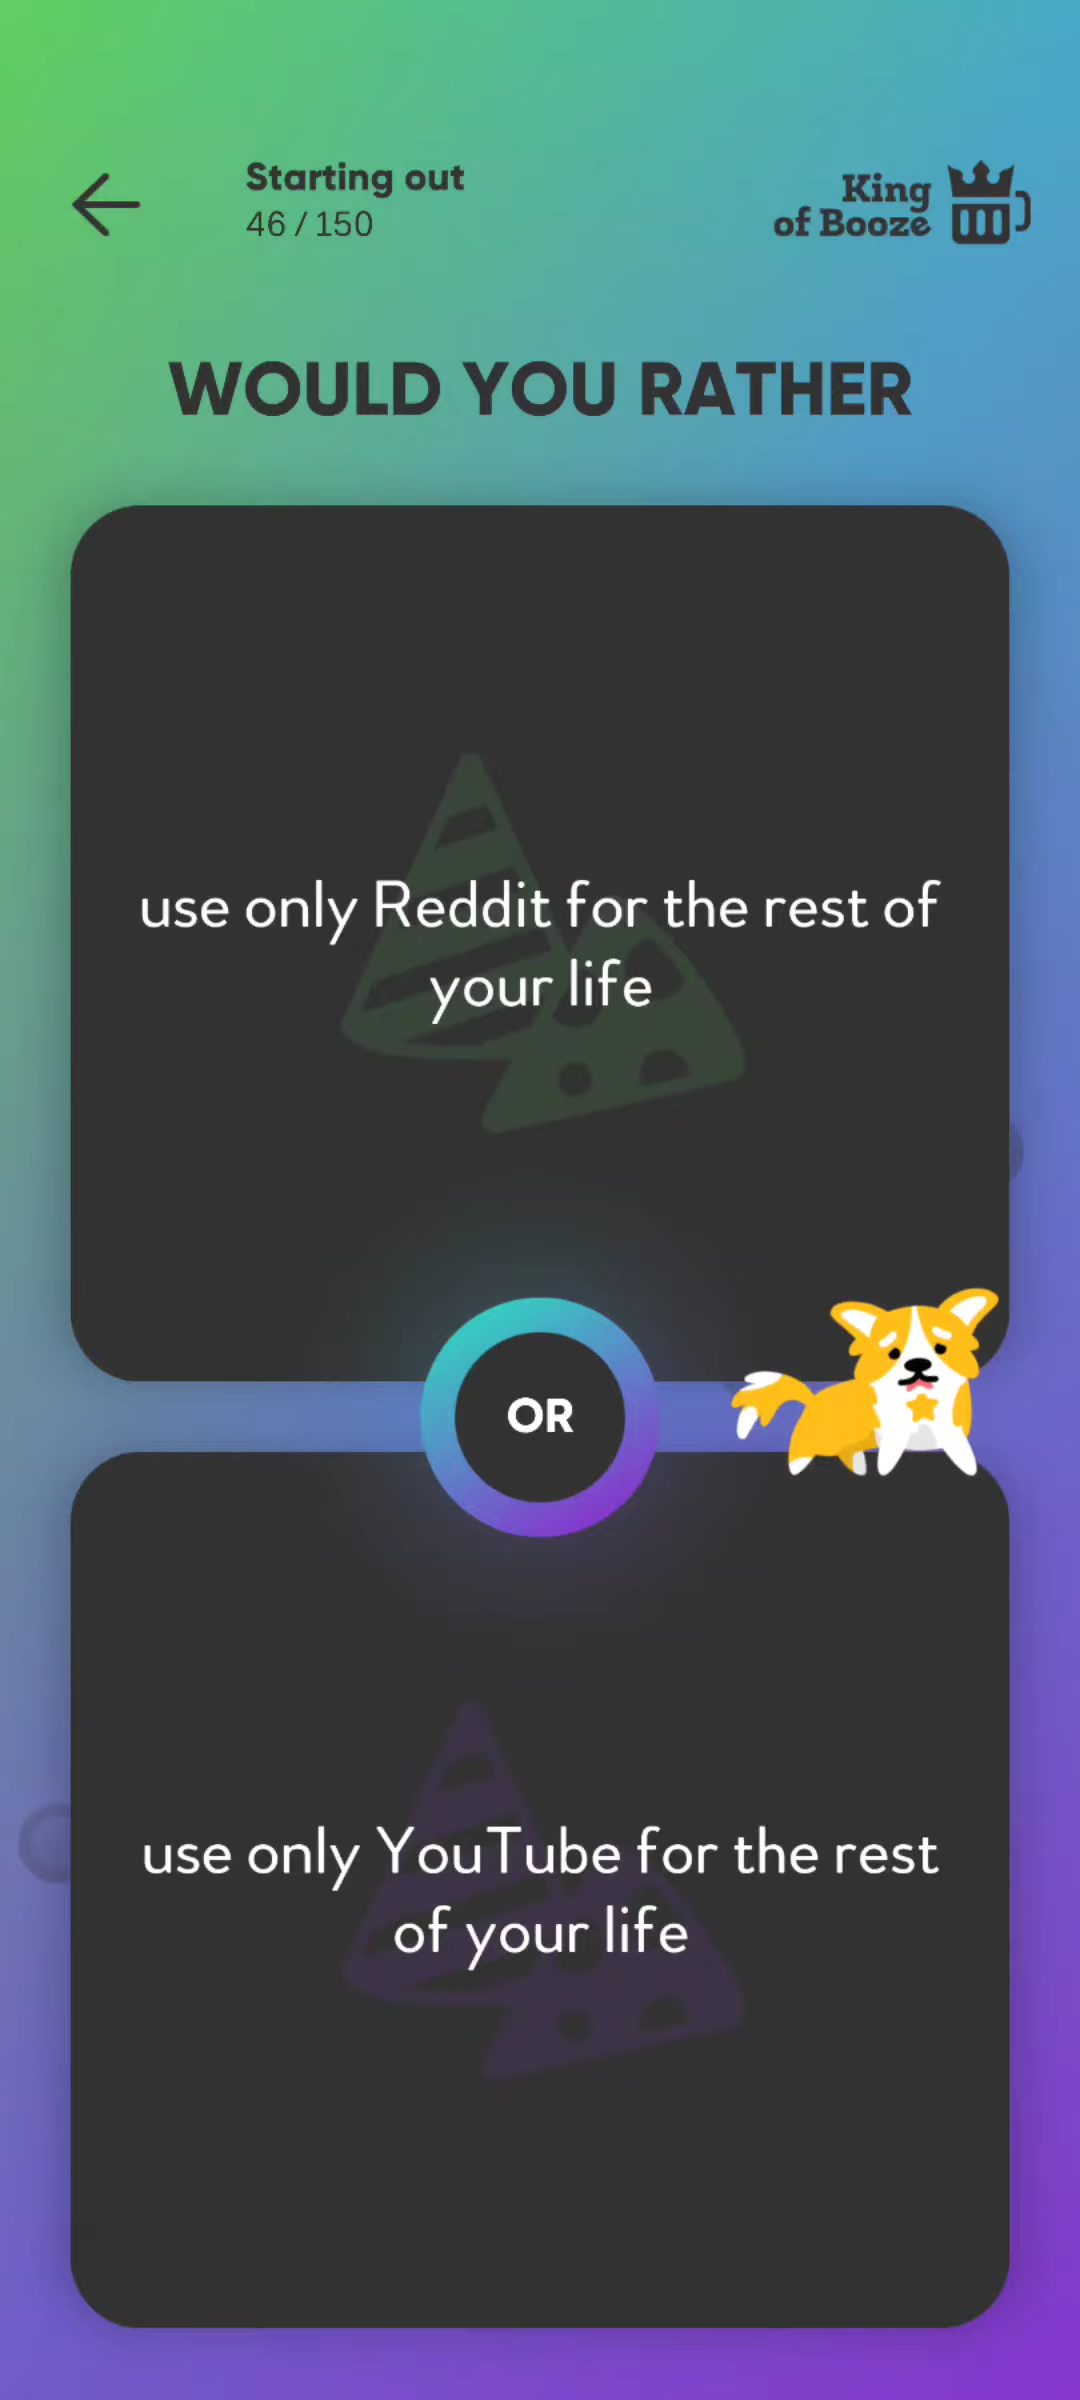 Starting out
46 / 150
King
of Booze
WOULD YOU RATHER
use only Reddit for the rest of
your life
OR
use only YouTube for the rest
of your life